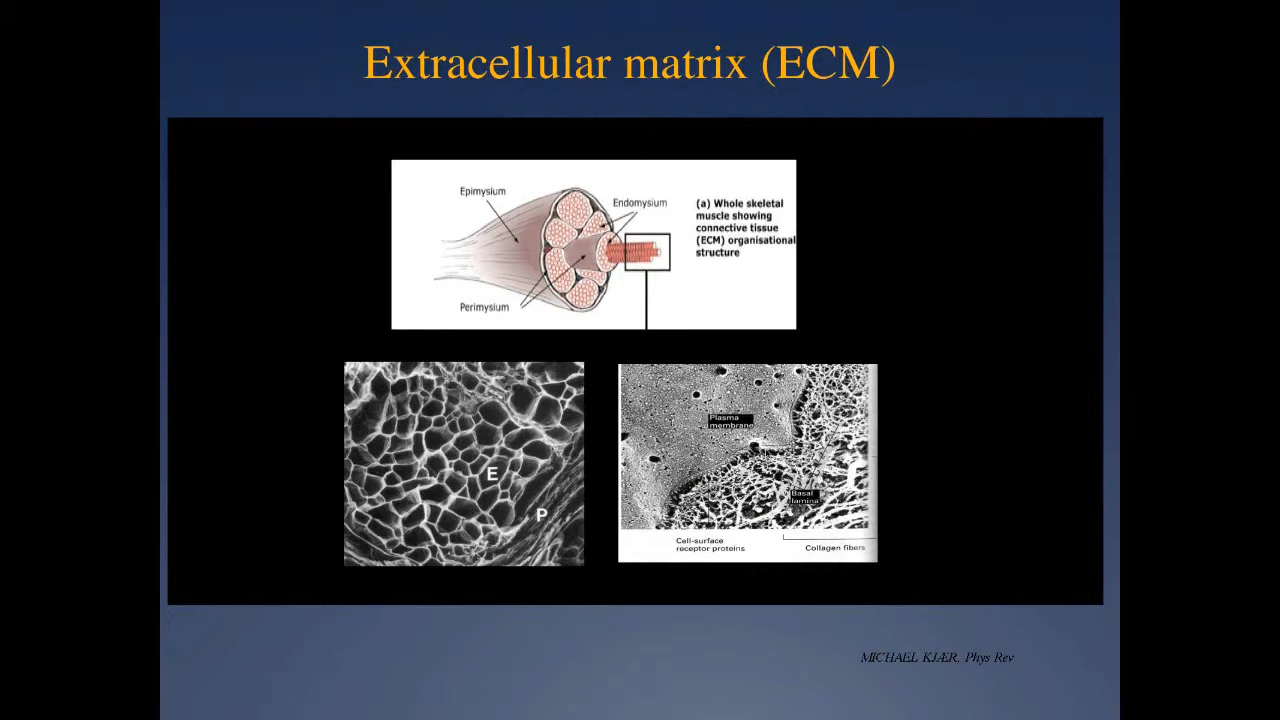 Extracellular matrix (ECM)
Epimysium
Endomysium
(a) Whole skeletal
muscle showing
connective tissue
(ECM) organisational
structure
Perimysium
E
P
Plasma
membrane
Basal
lamina
Cell-surface
receptor proteins
Collagen fibers
MICHAEL KJÆR, Phys Rev